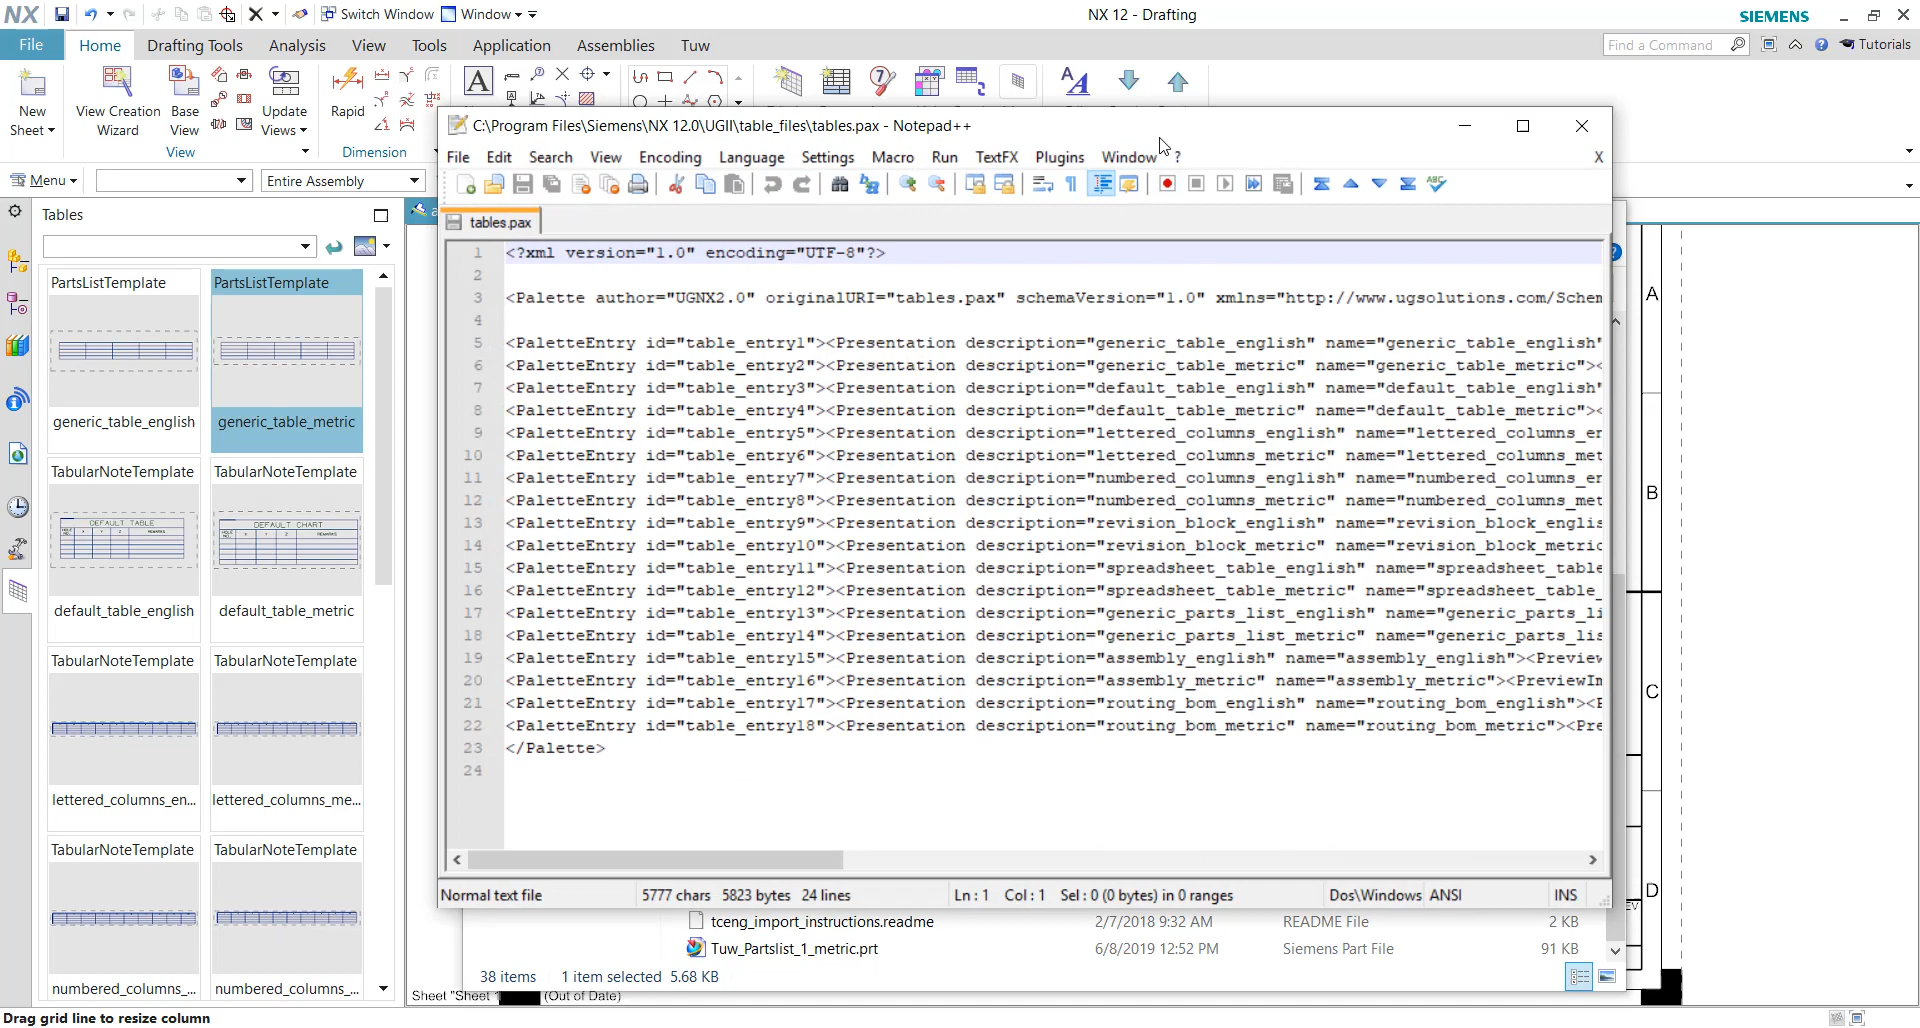 NX
Switch Window
Window
NX 12 - Drafting
SIEMENS
File
Home
Drafting Tools
Analysis
View
Tools
Application
Assemblies
Tuw
Find a Command
Tutorials
New
Sheet
View Creation
Wizard
Base
View
Update
Views
View
Rapid
Dimension
A
Menu
Entire Assembly
Tables
PartsListTemplate
generic_table_english
PartsListTemplate
generic_table_metric
TabularNoteTemplate
DEFAULT TABLE
default_table_english
TabularNoteTemplate
DEFAULT CHART
default_table_metric
TabularNoteTemplate
lettered_columns_en...
TabularNoteTemplate
lettered_columns_me...
TabularNoteTemplate
numbered_columns_...
TabularNoteTemplate
numbered_columns_...
C:\Program Files\Siemens\NX 12.0\UGII\table_files\tables.pax - Notepad++
File Edit Search View Encoding Language Settings Macro Run TextFX Plugins Window ?
X
tables.pax
1 <?xml version="1.0" encoding="UTF-8"?>
2
3 <Palette author="UGNX2.0" originalURI="tables.pax" schemaVersion="1.0" xmlns="http://www.ugsolutions.com/Schem
4
5 <PaletteEntry id="table_entry1"><Presentation description="generic_table_english" name="generic_table_english"
6 <PaletteEntry id="table_entry2"><Presentation description="generic_table_metric" name="generic_table_metric"><
7 <PaletteEntry id="table_entry3"><Presentation description="default_table_english" name="default_table_english"
8 <PaletteEntry id="table_entry4"><Presentation description="default_table_metric" name="default_table_metric"><
9 <PaletteEntry id="table_entry5"><Presentation description="lettered_columns_english" name="lettered_columns_en
10 <PaletteEntry id="table_entry6"><Presentation description="lettered_columns_metric" name="lettered_columns_met
11 <PaletteEntry id="table_entry7"><Presentation description="numbered_columns_english" name="numbered_columns_en
12 <PaletteEntry id="table_entry8"><Presentation description="numbered_columns_metric" name="numbered_columns_met
13 <PaletteEntry id="table_entry9"><Presentation description="revision_block_english" name="revision_block_englis
14 <PaletteEntry id="table_entry10"><Presentation description="revision_block_metric" name="revision_block_metric
15 <PaletteEntry id="table_entry11"><Presentation description="spreadsheet_table_english" name="spreadsheet_table
16 <PaletteEntry id="table_entry12"><Presentation description="spreadsheet_table_metric" name="spreadsheet_table_
17 <PaletteEntry id="table_entry13"><Presentation description="generic_parts_list_english" name="generic_parts_li
18 <PaletteEntry id="table_entry14"><Presentation description="generic_parts_list_metric" name="generic_parts_lis
19 <PaletteEntry id="table_entry15"><Presentation description="assembly_english" name="assembly_english"><Preview
20 <PaletteEntry id="table_entry16"><Presentation description="assembly_metric" name="assembly_metric"><PreviewIm
21 <PaletteEntry id="table_entry17"><Presentation description="routing_bom_english" name="routing_bom_english"><P
22 <PaletteEntry id="table_entry18"><Presentation description="routing_bom_metric" name="routing_bom_metric"><Pre
23 </Palette>
24
Normal text file
5777 chars 5823 bytes 24 lines
Ln : 1 Col : 1 Sel : 0 (0 bytes) in 0 ranges
Dos\Windows ANSI
INS
A
B
C
D
tceng_import_instructions.readme 2/7/2018 9:32 AM README File 2 KB
Tuw_Partslist_1_metric.prt 6/8/2019 12:52 PM Siemens Part File 91 KB
38 items 1 item selected 5.68 KB
Sheet "Sheet 1 (Out of Date)
Drag grid line to resize column